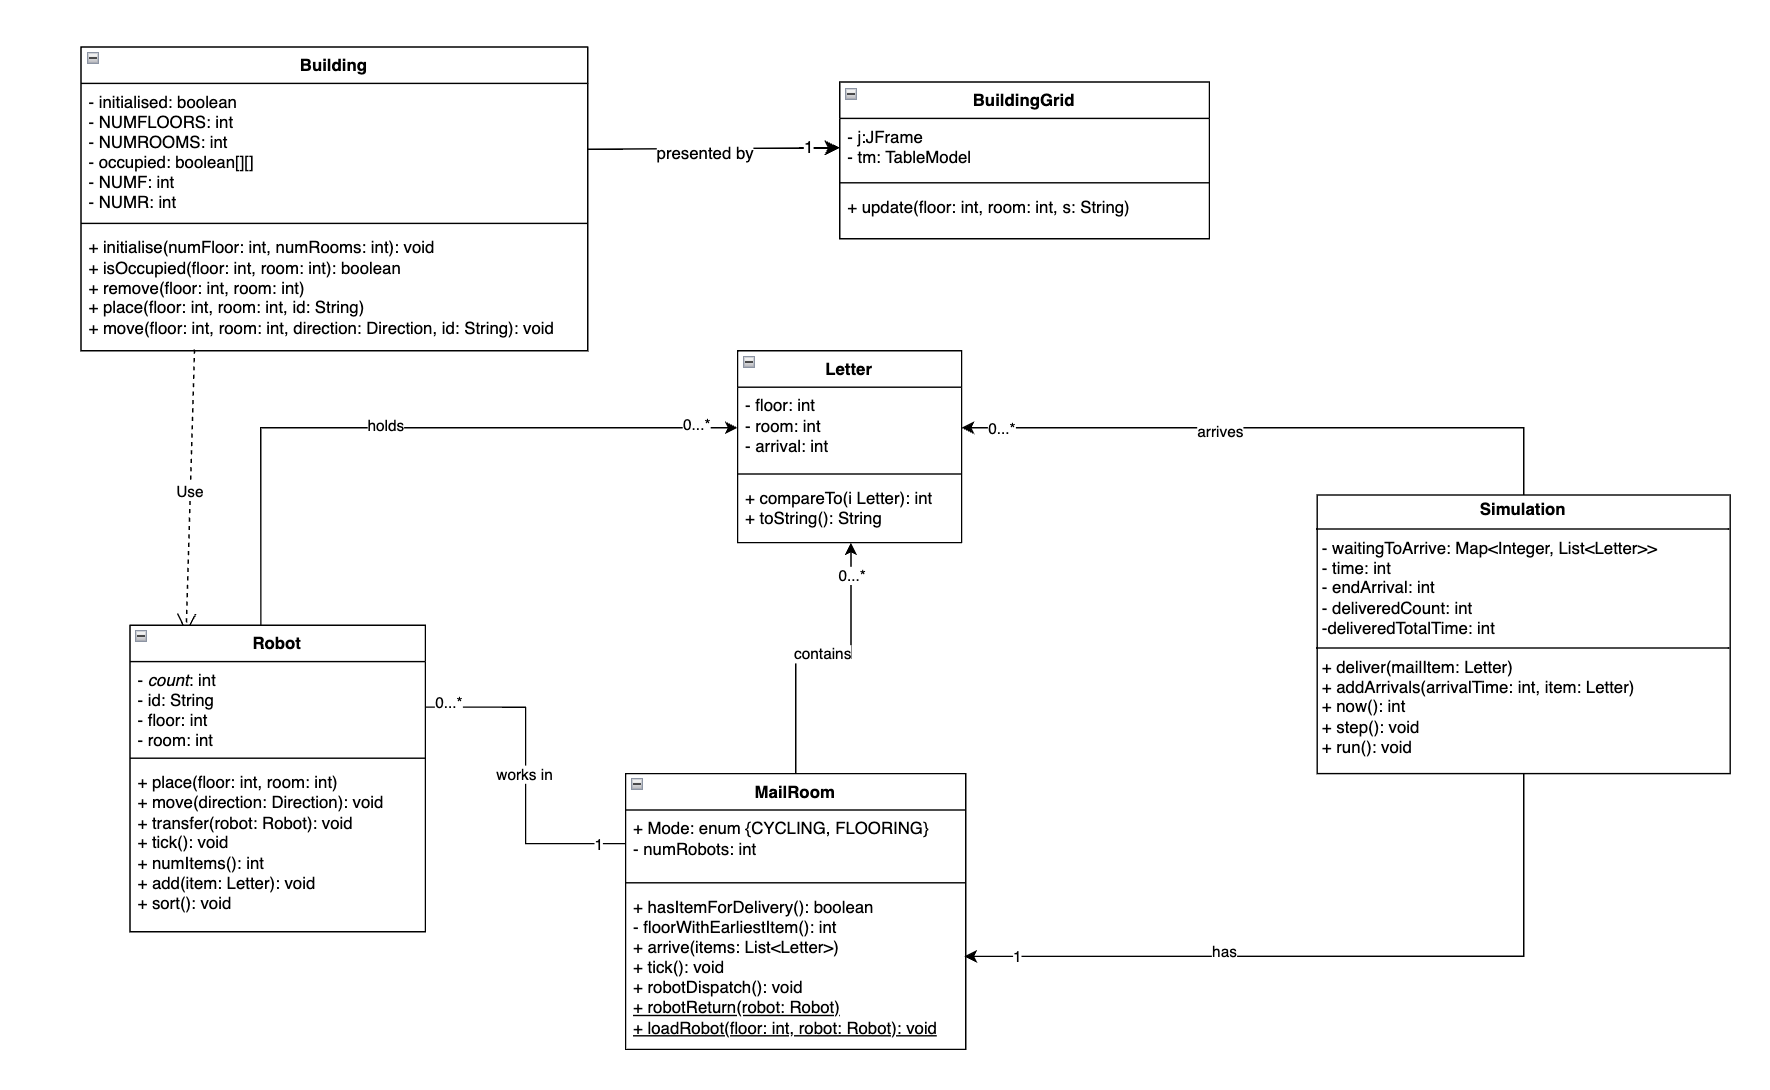 Building
- initialised: boolean
- NUMFLOORS: int
- NUMROOMS: int
- occupied: boolean[][]
- NUMF: int
- NUMR: int
+ initialise(numFloor: int, numRooms: int): void
+ isOccupied(floor: int, room: int): boolean
+ remove(floor: int, room: int)
+ place(floor: int, room: int, id: String)
+ move(floor: int, room: int, direction: Direction, id: String): void
presented by
1
BuildingGrid
- j:JFrame
- tm: TableModel
+ update(floor: int, room: int, s: String)
Letter
- floor: int
- room: int
- arrival: int
+ compareTo(i Letter): int
+ toString(): String
holds
0...*
0...*
arrives
Use
0...*
contains
Simulation
- waitingToArrive: Map<Integer, List<Letter>>
- time: int
- endArrival: int
- deliveredCount: int
-deliveredTotalTime: int
+ deliver(mailItem: Letter)
+ addArrivals(arrivalTime: int, item: Letter)
+ now(): int
+ step(): void
+ run(): void
Robot
- count: int
- id: String
- floor: int
- room: int
+ place(floor: int, room: int)
+ move(direction: Direction): void
+ transfer(robot: Robot): void
+ tick(): void
+ numItems(): int
+ add(item: Letter): void
+ sort(): void
0...*
works in
1
MailRoom
+ Mode: enum {CYCLING, FLOORING}
- numRobots: int
+ hasItemForDelivery(): boolean
- floorWithEarliestItem(): int
+ arrive(items: List<Letter>)
+ tick(): void
+ robotDispatch(): void
+ robotReturn(robot: Robot)
+ loadRobot(floor: int, robot: Robot): void
1
has